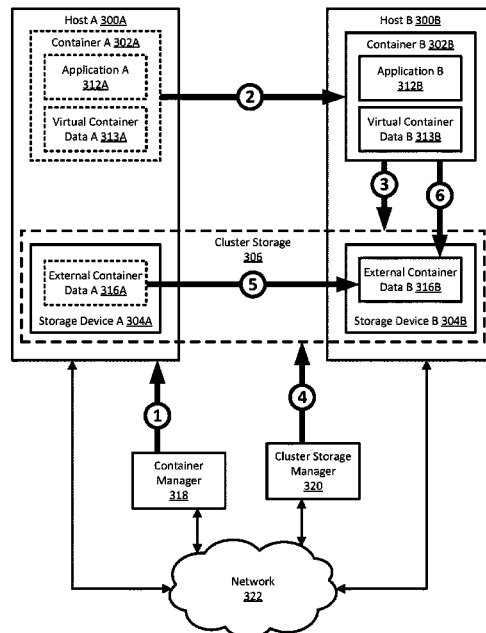 Host A 300A
Container A 302A
Application A
312A
Virtual Container
Data A 313A
2
Host B 300B
Container B 302B
Application B
312B
Virtual Container
Data B 313B
3
6
Cluster Storage
306
External Container
Data A 316A
Storage Device A 304A
5
External Container
Data B 316B
Storage Device B 304B
1
4
Container
Manager
318
Cluster Storage
Manager
320
Network
322